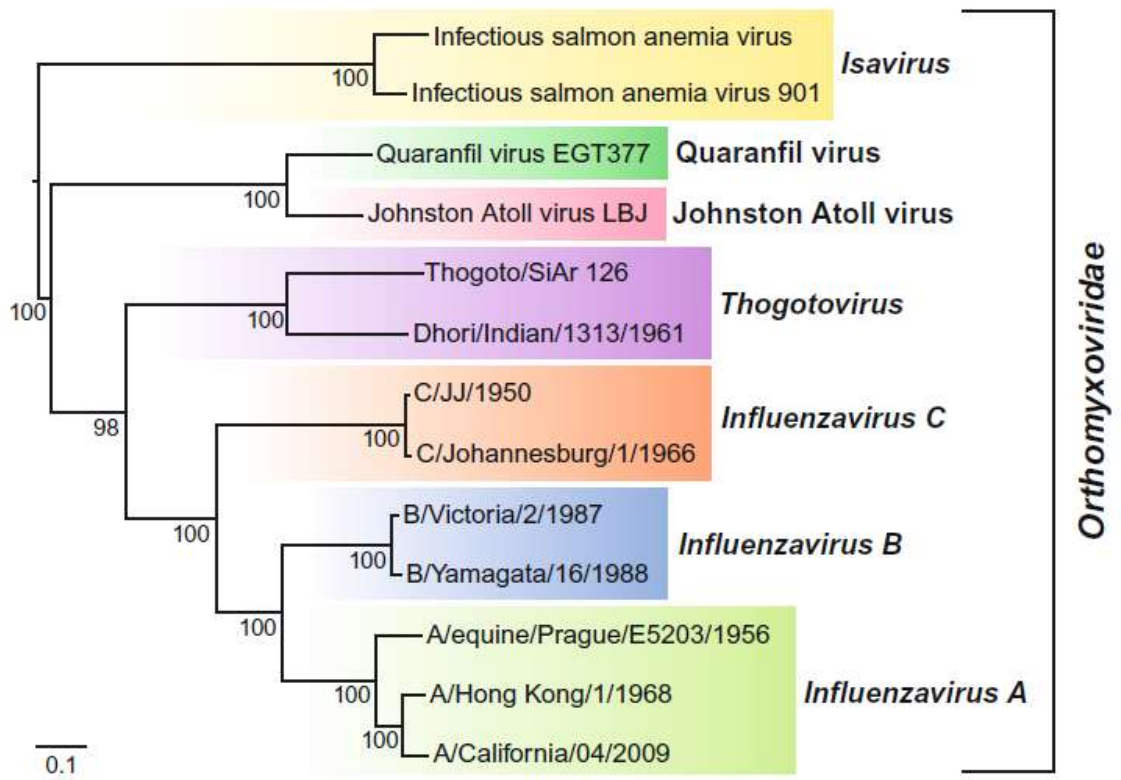 Infectious salmon anemia virus
100
Infectious salmon anemia virus 901
Isavirus
Quaranfil virus EGT377
Quaranfil virus
100
Johnston Atoll virus LBJ
Johnston Atoll virus
Thogoto/SiAr 126
100
Dhori/Indian/1313/1961
Thogotovirus
100
C/JJ/1950
100
C/Johannesburg/1/1966
Influenzavirus C
98
B/Victoria/2/1987
100
B/Yamagata/16/1988
Influenzavirus B
100
A/equine/Prague/E5203/1956
100
A/Hong Kong/1/1968
100
A/California/04/2009
Influenzavirus A
100
Orthomyxoviridae
0.1